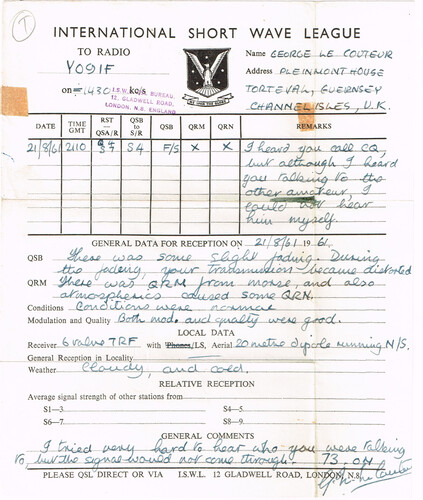 T
INTERNATIONAL SHORT WAVE LEAGUE
TO RADIO
YO9IF
on = 14301 kc/s
I.S.W.L. BUREAU,
12, GLADWELL ROAD,
LONDON, N.8. ENGLAND
Name GEORGE LE COUTEUR
Address PLEINMONT HOUSE
TORTEVAL, GUERNSEY
CHANNEL ISLES, U.K.
DATE TIME GMT RST— QSA/R QSB to S/R QSB QRM QRN REMARKS
21/8/61 2110 S4 F/S X X I heard you call CQ,
but although I heard
you talking to the
other amateur, I
could not hear
him myself.
GENERAL DATA FOR RECEPTION ON 21/8/61 1961.
QSB There was some slight fading. During
the fading, your transmission became distorted
QRM There was QRM from morse, and also
atmospherics caused some QRN.
Conditions Conditions were normal
Modulation and Quality Both mod. and quality were good.
LOCAL DATA
Receiver 6 valve TRF with Phones/LS, Aerial 20 metre dipole running N/S.
General Reception in Locality —
Weather Cloudy, and cold.
RELATIVE RECEPTION
Average signal strength of other stations from
S1—3 S4—5
S6—7 S8—9
GENERAL COMMENTS
I tried very hard to hear who you were talking
to, but the signal would not come through. 73, OM
PLEASE QSL DIRECT OR VIA I.S.W.L. 12 GLADWELL ROAD, LONDON, N.8.